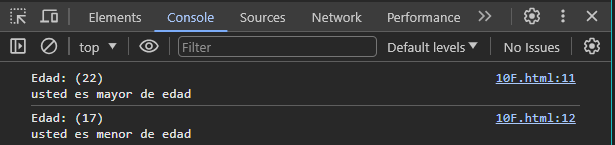 Elements Console Sources Network Performance
top Filter Default levels No Issues
Edad: (22) 10F.html:11
usted es mayor de edad
Edad: (17) 10F.html:12
usted es menor de edad